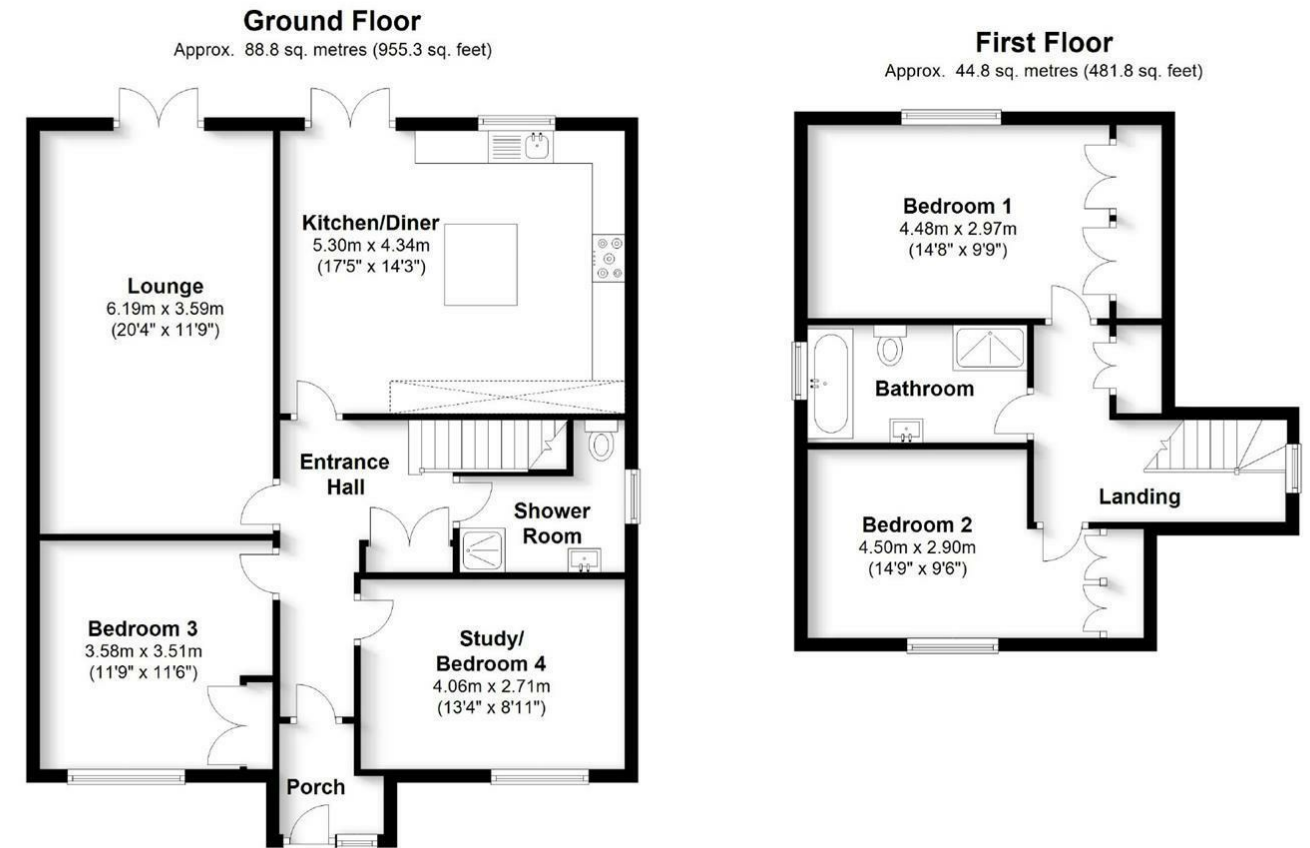 Ground Floor
Approx. 88.8 sq. metres (955.3 sq. feet)
Kitchen/Diner
5.30m x 4.34m
(17'5" x 14'3")
Lounge
6.19m x 3.59m
(20'4" x 11'9")
Entrance
Hall
Shower
Room
Bedroom 3
3.58m x 3.51m
(11'9" x 11'6")
Study/
Bedroom 4
4.06m x 2.71m
(13'4" x 8'11")
Porch
First Floor
Approx. 44.8 sq. metres (481.8 sq. feet)
Bedroom 1
4.48m x 2.97m
(14'8" x 9'9")
Bathroom
Landing
Bedroom 2
4.50m x 2.90m
(14'9" x 9'6")